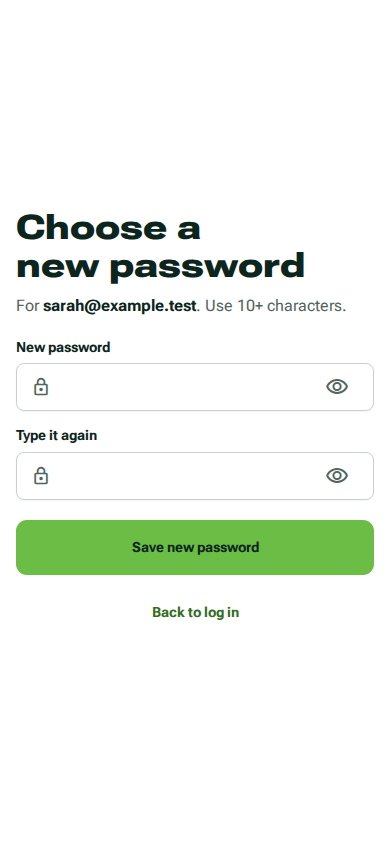 Choose a
new password
For sarah@example.test. Use 10+ characters.
New password
Type it again
Save new password
Back to log in